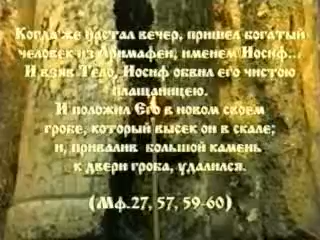 Когда же настал вечер, пришел богатый
человек из Аримафеи, именем Иосиф...
И взяв Тело, Иосиф обвил его чистою
плащаницею.
И положил Его в новом своем
гробе, который высек он в скале;
и, привалив большой камень
к двери гроба, удалился.
(Мф.27, 57, 59-60)